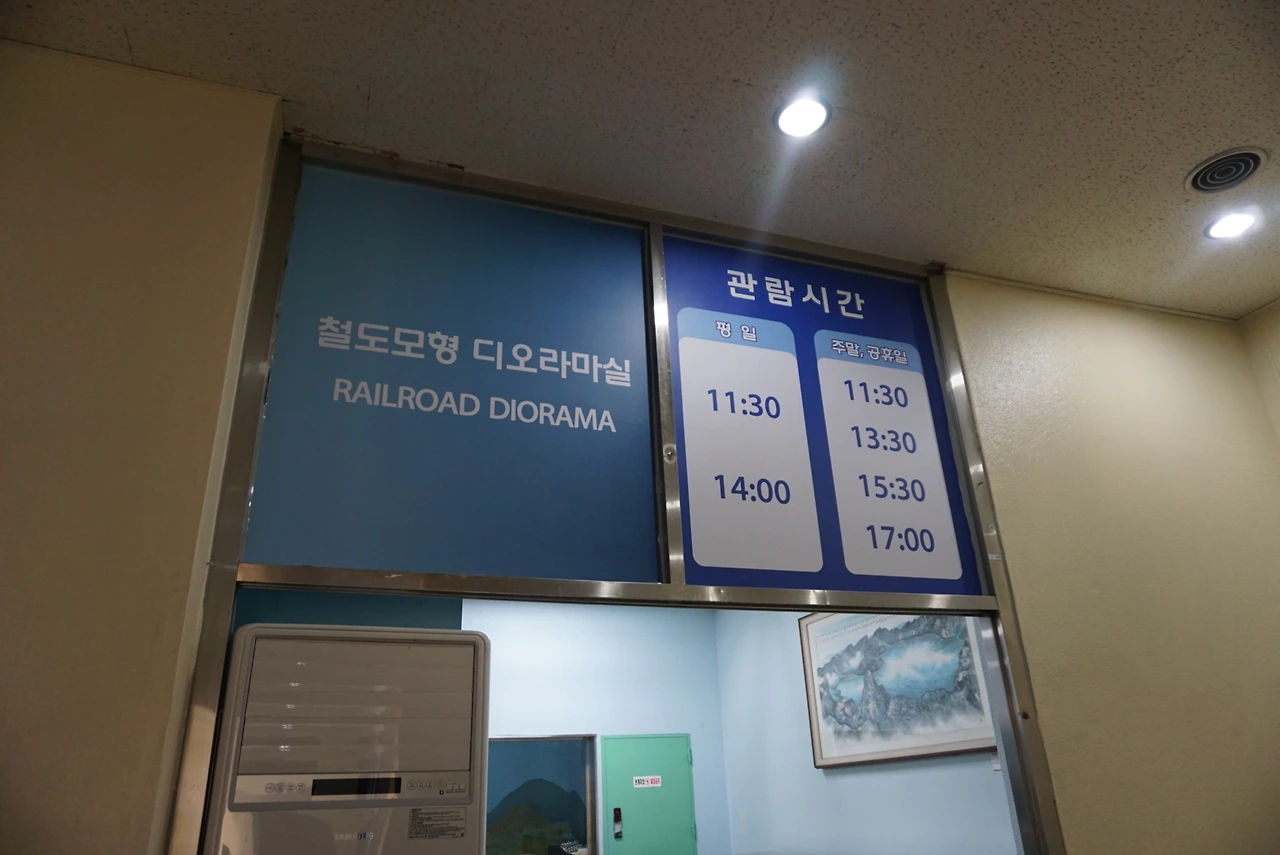 철도모형 디오라마실
RAILROAD DIORAMA
관람시간
평일
11:30
14:00
주말, 공휴일
11:30
13:30
15:30
17:00
SAMSUNG